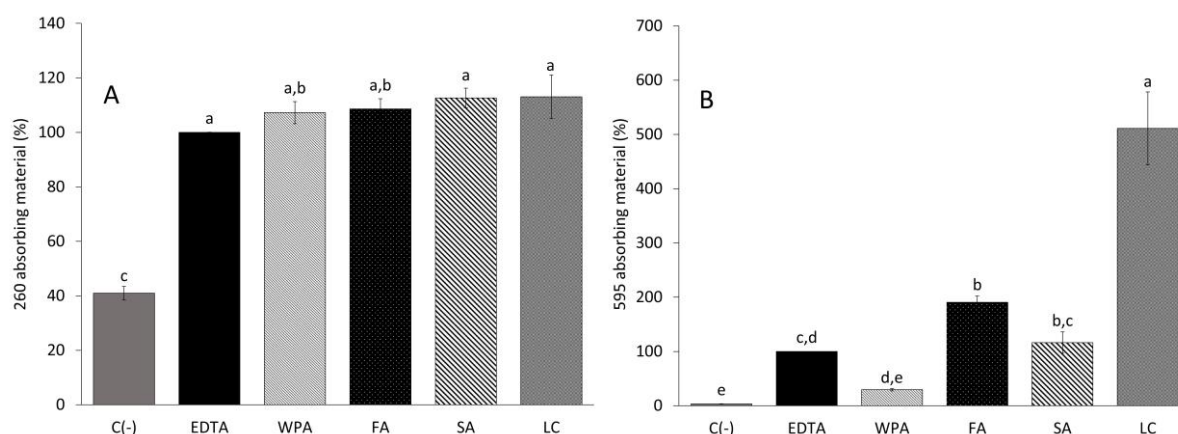 A
260 absorbing material (%)
140
120
100
80
60
40
20
0
c
a
a,b
a,b
a
a
C(-) EDTA WPA FA SA LC
B
595 absorbing material (%)
700
600
500
400
300
200
100
0
e
c,d
d,e
b
b,c
a
C(-) EDTA WPA FA SA LC